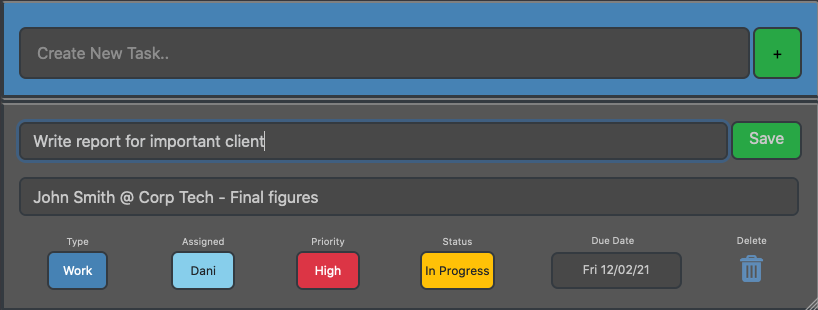 Create New Task..
+
Write report for important client
Save
John Smith @ Corp Tech - Final figures
Type Assigned Priority Status Due Date Delete
Work Dani High In Progress Fri 12/02/21